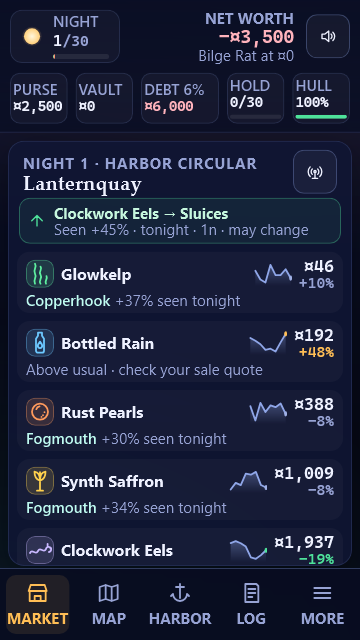 NIGHT
1/30
NET WORTH
−¤3,500
Bilge Rat at ¤0
PURSE
¤2,500
VAULT
¤0
DEBT 6%
¤6,000
HOLD
0/30
HULL
100%
NIGHT 1 · HARBOR CIRCULAR
Lanternquay
Clockwork Eels → Sluices
Seen +45% · tonight · 1n · may change
Glowkelp
¤46
+10%
Copperhook +37% seen tonight
Bottled Rain
¤192
+48%
Above usual · check your sale quote
Rust Pearls
¤388
−8%
Fogmouth +30% seen tonight
Synth Saffron
¤1,009
−8%
Fogmouth +34% seen tonight
Clockwork Eels
¤1,937
−19%
MARKET
MAP
HARBOR
LOG
MORE